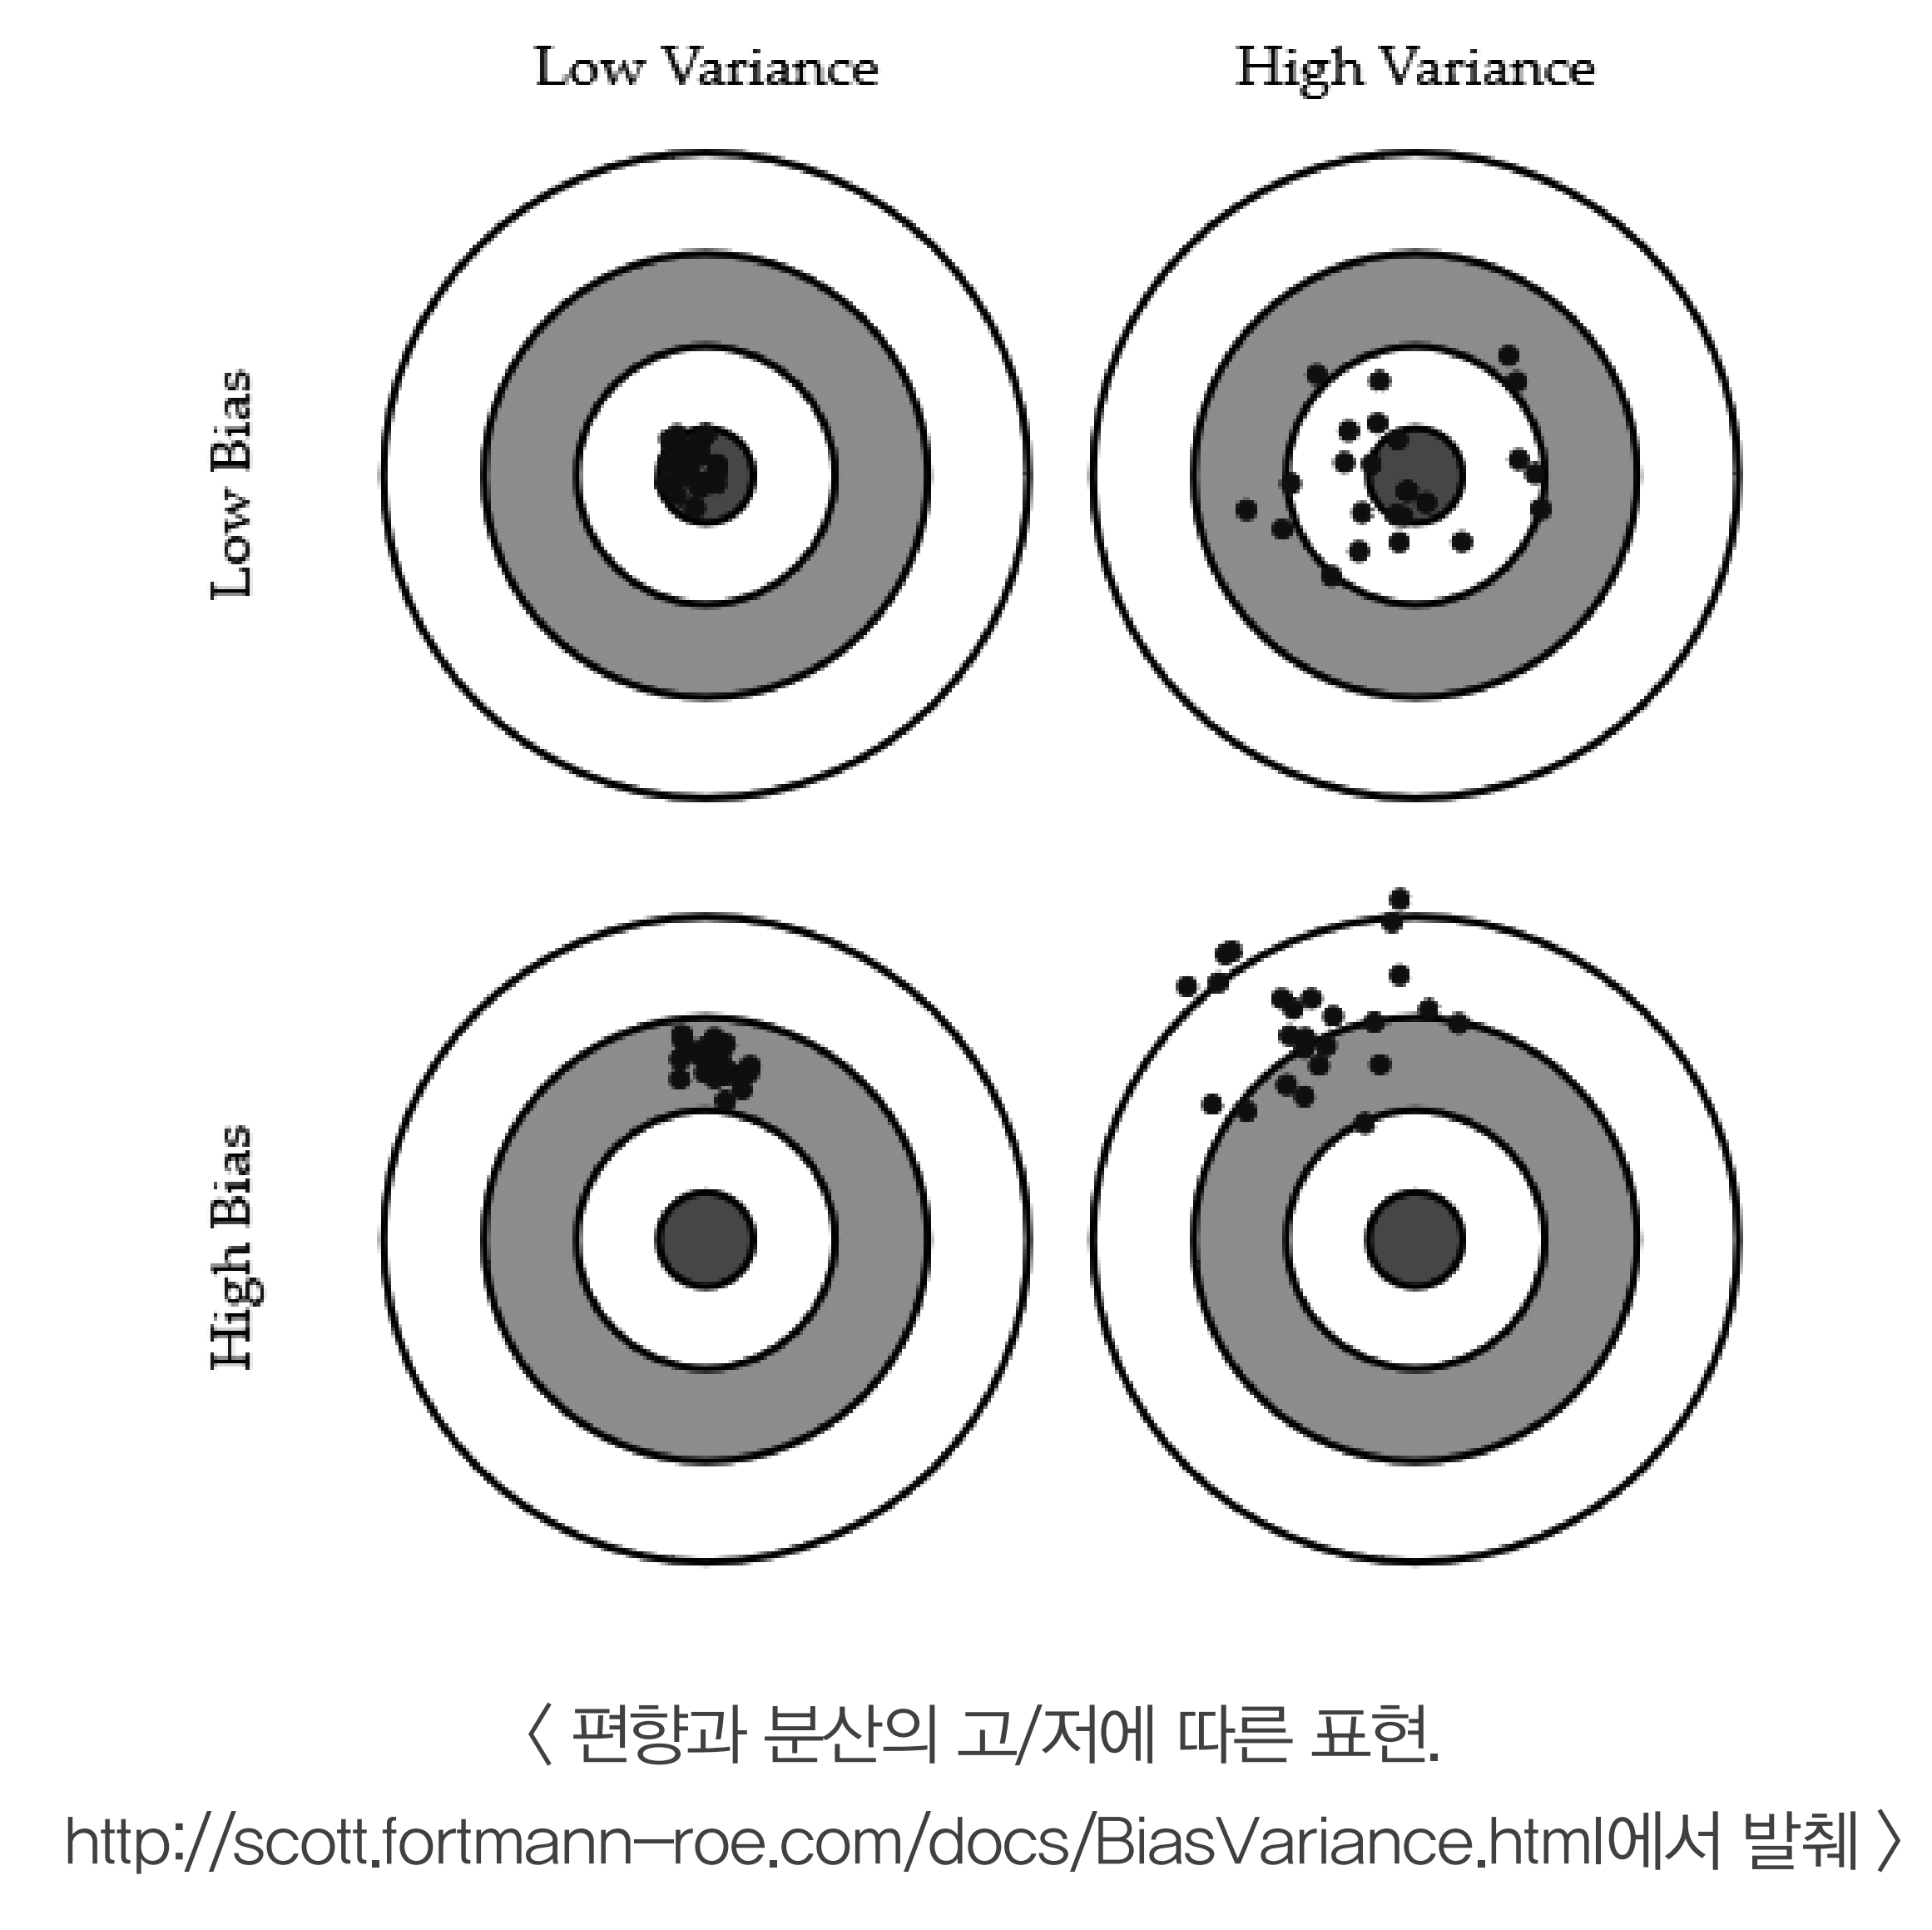 Low Variance
High Variance
Low Bias
High Bias
〈 편향과 분산의 고/저에 따른 표현.
http://scott.fortmann-roe.com/docs/BiasVariance.html에서 발췌 〉